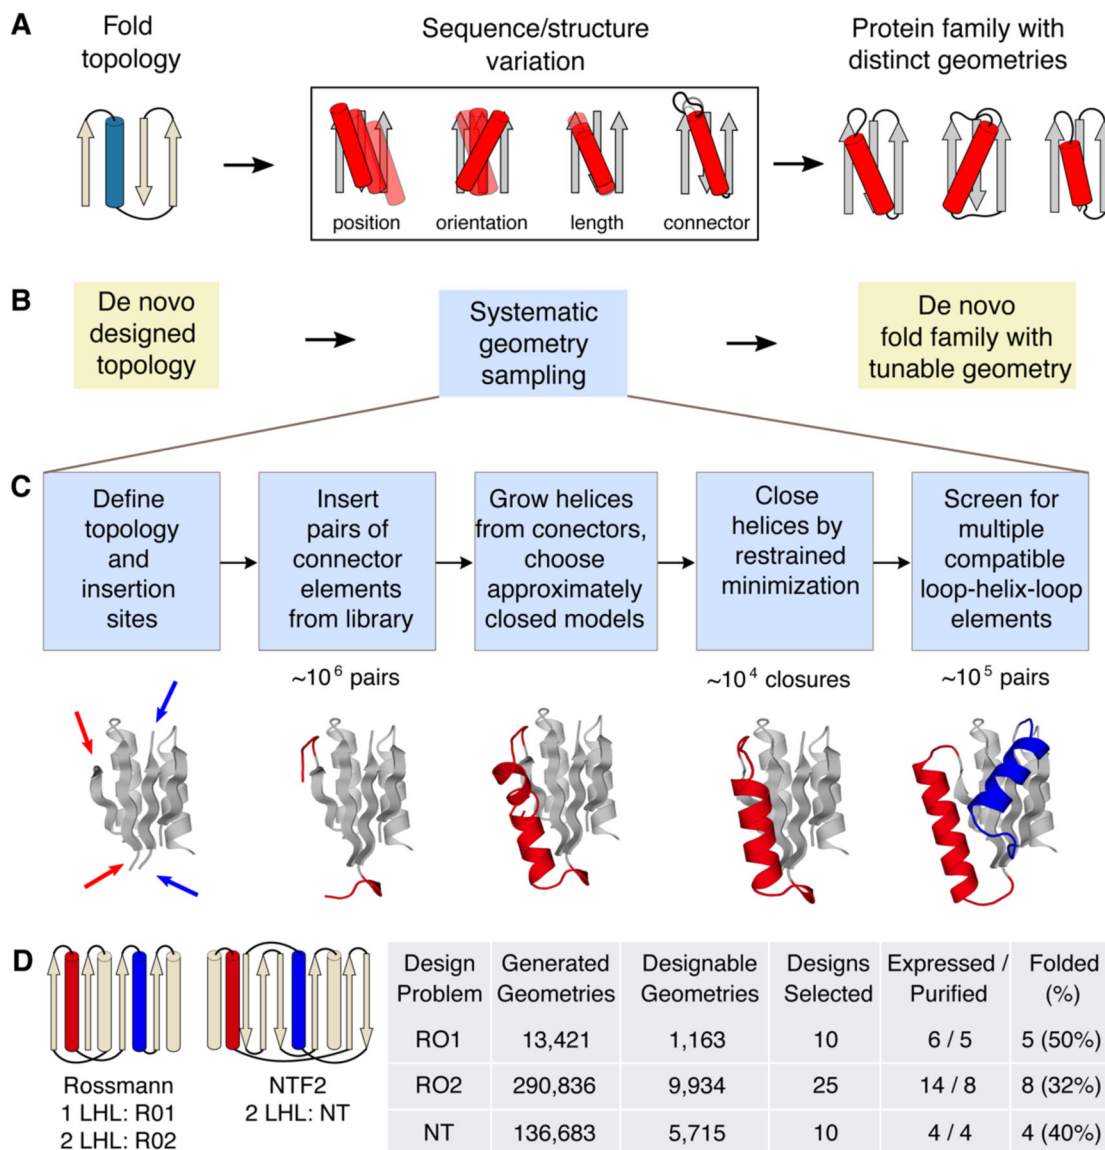 A
Fold
topology
Sequence/structure
variation
Protein family with
distinct geometries
position
orientation
length
connector
B
De novo
designed
topology
Systematic
geometry
sampling
De novo
fold family with
tunable geometry
C
Define
topology
and
insertion
sites
Insert
pairs of
connector
elements
from library
Grow helices
from conectors,
choose
approximately
closed models
Close
helices by
restrained
minimization
Screen for
multiple
compatible
loop-helix-loop
elements
~10⁶ pairs
~10⁴ closures
~10⁵ pairs
D
Rossmann
1 LHL: R01
2 LHL: R02
NTF2
2 LHL: NT
Design Problem Generated Geometries Designable Geometries Designs Selected Expressed / Purified Folded (%)
RO1 13,421 1,163 10 6 / 5 5 (50%)
RO2 290,836 9,934 25 14 / 8 8 (32%)
NT 136,683 5,715 10 4 / 4 4 (40%)